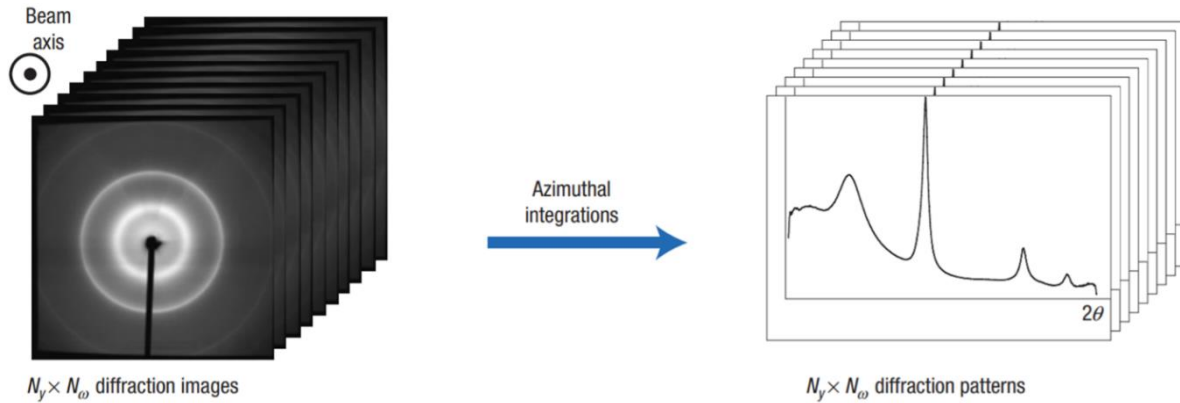 Beam
axis
Azimuthal
integrations
2θ
N_y × N_ω diffraction images
N_y × N_ω diffraction patterns